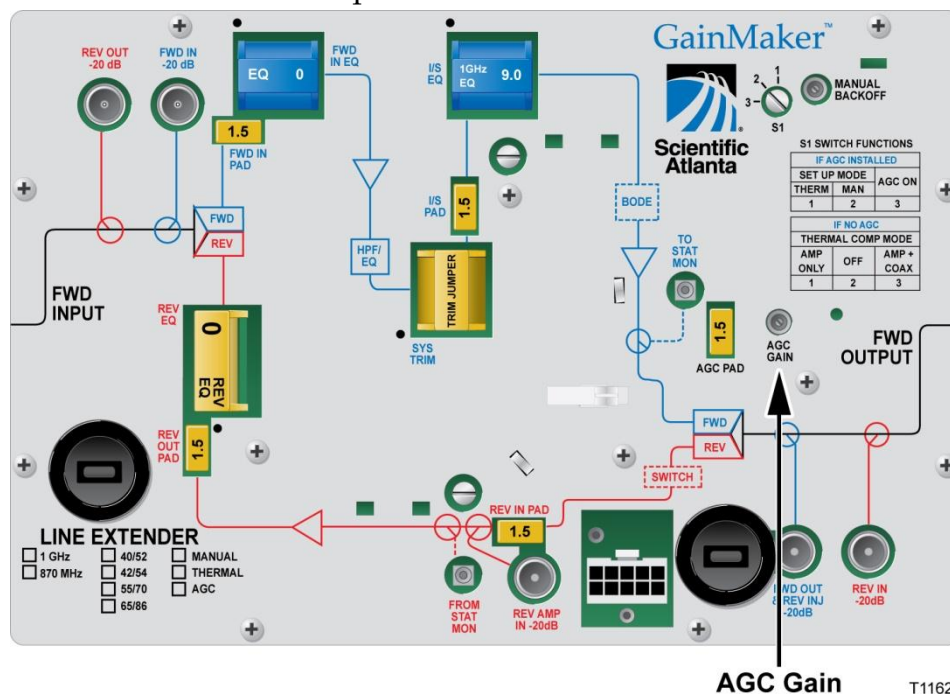 REV OUT
-20 dB
FWD IN
-20 dB
EQ 0
FWD
IN EQ
1.5
FWD IN
PAD
I/S
EQ
1GHz
EQ 9.0
GainMaker™
Scientific
Atlanta
2
1
3
S1
MANUAL
BACKOFF
S1 SWITCH FUNCTIONS
IF AGC INSTALLED
SET UP MODE
AGC ON
THERM MAN
1 2 3
IF NO AGC
THERMAL COMP MODE
AMP
ONLY
OFF
AMP +
COAX
1 2 3
FWD
REV
FWD
INPUT
HPF/
EQ
I/S
PAD
1.5
TRIM JUMPER
SYS
TRIM
BODE
TO
STAT
MON
1.5
AGC PAD
AGC
GAIN
FWD
OUTPUT
REV
EQ
0
REV
EQ
REV
OUT
PAD
1.5
FWD
REV
SWITCH
REV IN PAD
1.5
FROM
STAT
MON
REV AMP
IN -20dB
FWD OUT
& REV INJ
-20dB
REV IN
-20dB
LINE EXTENDER
1 GHz
870 MHz
40/52
42/54
55/70
65/86
MANUAL
THERMAL
AGC
AGC Gain
T1162